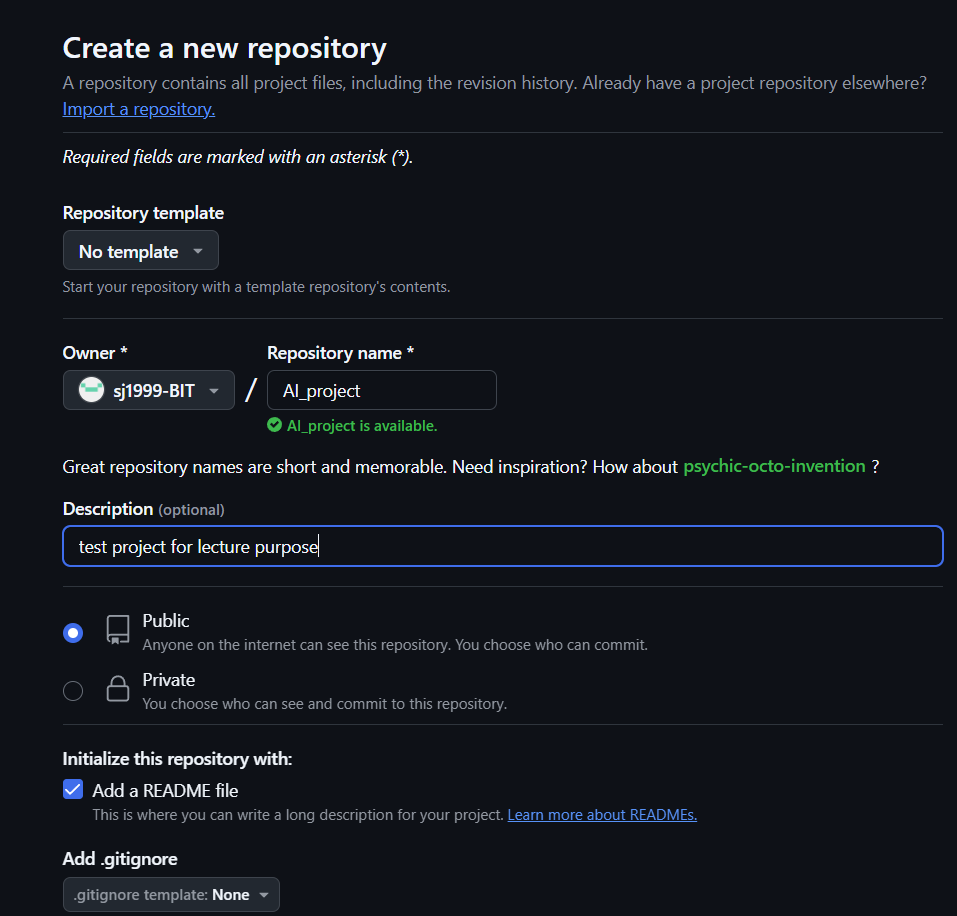 Create a new repository
A repository contains all project files, including the revision history. Already have a project repository elsewhere?
Import a repository.
Required fields are marked with an asterisk (*).
Repository template
No template
Start your repository with a template repository's contents.
Owner *
Repository name *
sj1999-BIT
/
AI_project
AI_project is available.
Great repository names are short and memorable. Need inspiration? How about psychic-octo-invention ?
Description (optional)
test project for lecture purpose
Public
Anyone on the internet can see this repository. You choose who can commit.
Private
You choose who can see and commit to this repository.
Initialize this repository with:
Add a README file
This is where you can write a long description for your project. Learn more about READMEs.
Add .gitignore
.gitignore template: None